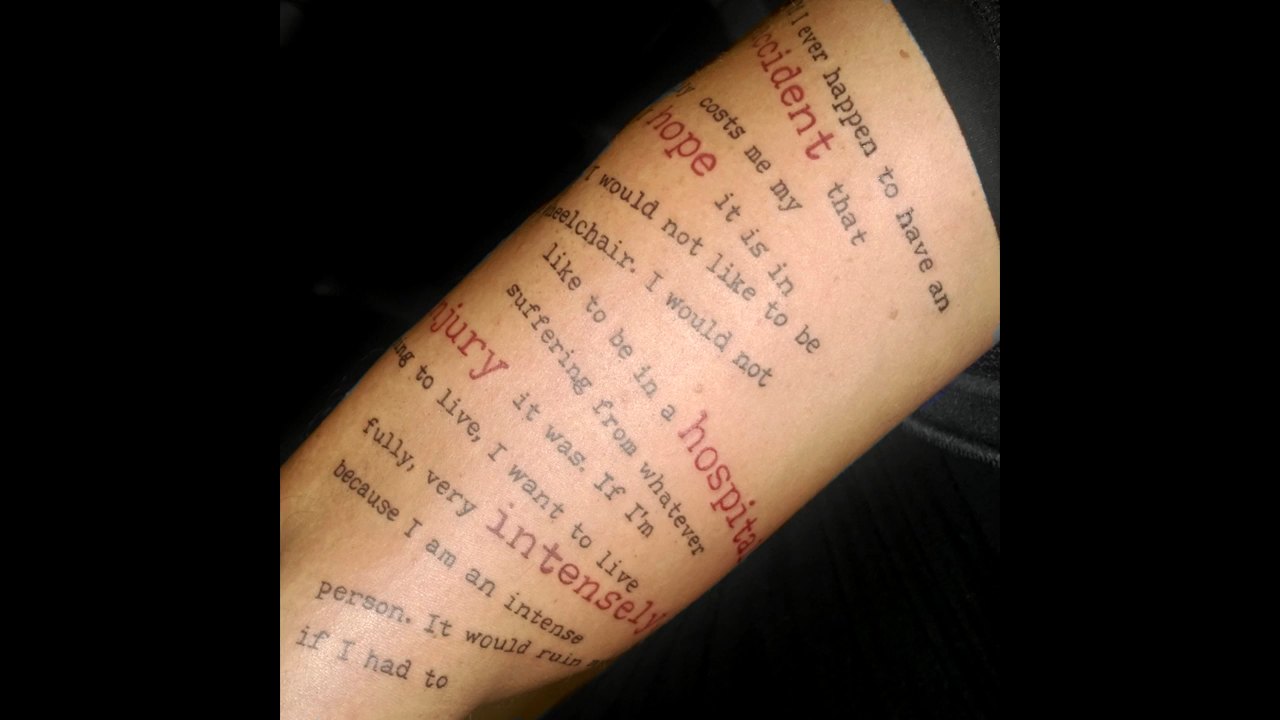 I ever happen to have an
ccident that
costs me my
hope it is in
I would not like to be
heelchair. I would not
like to be in a hospital
suffering from whatever
njury it was. If I'm
ing to live, I want to live
fully, very intensely
because I am an intense
person. It would ruin
if I had to